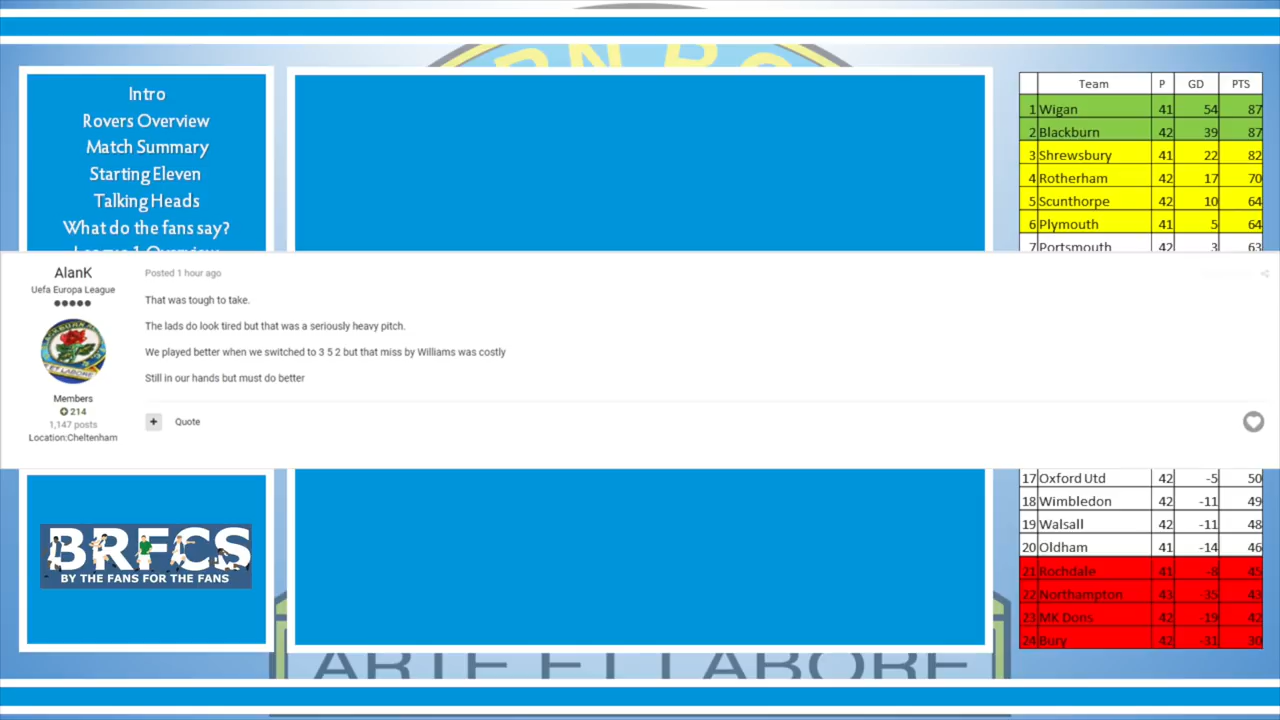 RN RO
Intro
Rovers Overview
Match Summary
Starting Eleven
Talking Heads
What do the fans say?
League 1 Overview
AlanK
Uefa Europa League
Members
214
1,147 posts
Location:Cheltenham
Posted 1 hour ago
That was tough to take.
The lads do look tired but that was a seriously heavy pitch.
We played better when we switched to 3 5 2 but that miss by Williams was costly
Still in our hands but must do better
+ Quote
Team P GD PTS
1 Wigan 41 54 87
2 Blackburn 42 39 87
3 Shrewsbury 41 22 82
4 Rotherham 42 17 70
5 Scunthorpe 42 10 64
6 Plymouth 41 5 64
7 Portsmouth 42 3 63
17 Oxford Utd 42 -5 50
18 Wimbledon 42 -11 49
19 Walsall 42 -11 48
20 Oldham 41 -14 46
21 Rochdale 41 -8 45
22 Northampton 43 -35 43
23 MK Dons 42 -19 42
24 Bury 42 -31 30
BRFCS
BY THE FANS FOR THE FANS
ARTE ET LABORE